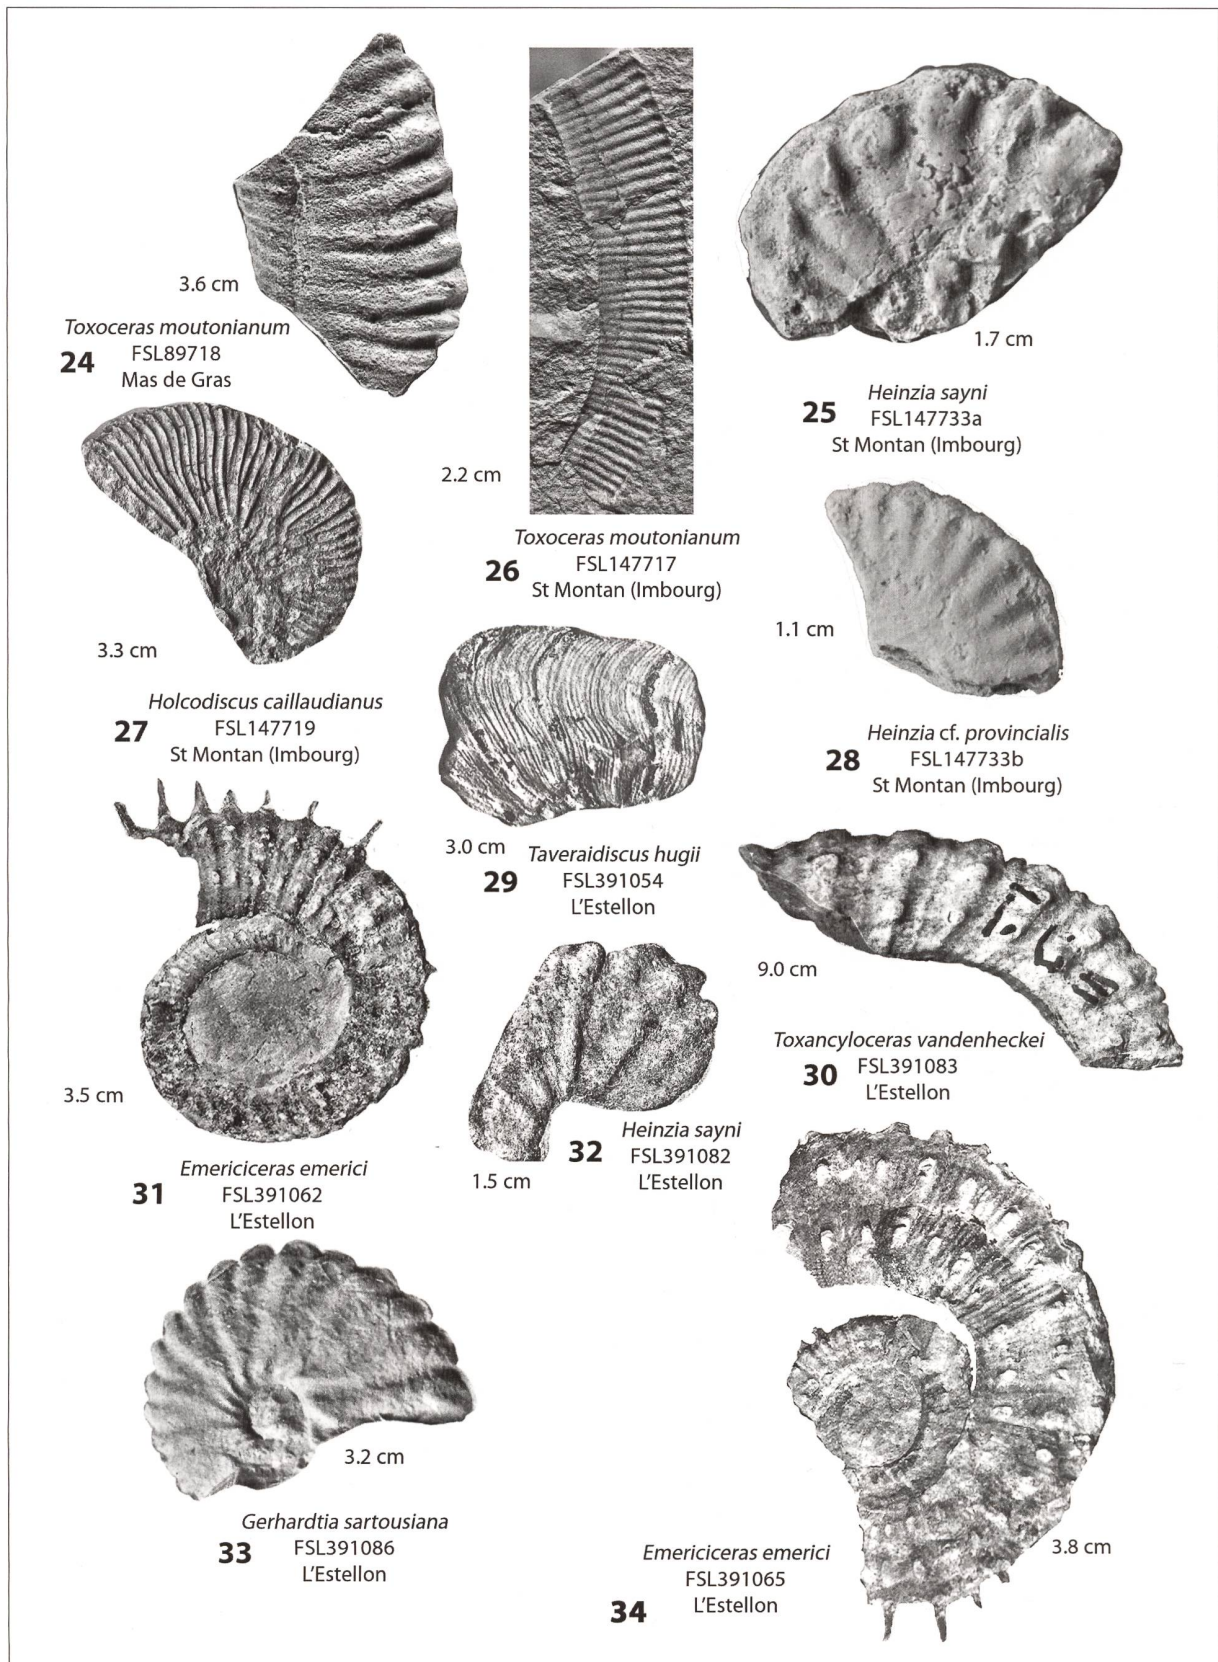 3.6 cm
Toxoceras moutonianum
24
FSL89718
Mas de Gras
1.7 cm
Heinzia sayni
25
FSL147733a
St Montan (Imbourg)
2.2 cm
Toxoceras moutonianum
26
FSL147717
St Montan (Imbourg)
3.3 cm
Holcodiscus caillaudianus
27
FSL147719
St Montan (Imbourg)
1.1 cm
Heinzia cf. provincialis
28
FSL147733b
St Montan (Imbourg)
3.0 cm
Taveraidiscus hugii
29
FSL391054
L'Estellon
9.0 cm
Toxancyloceras vandenheckei
30
FSL391083
L'Estellon
3.5 cm
Emericiceras emerici
31
FSL391062
L'Estellon
1.5 cm
Heinzia sayni
32
FSL391082
L'Estellon
3.2 cm
Gerhardtia sartousiana
33
FSL391086
L'Estellon
3.8 cm
Emericiceras emerici
FSL391065
34
L'Estellon